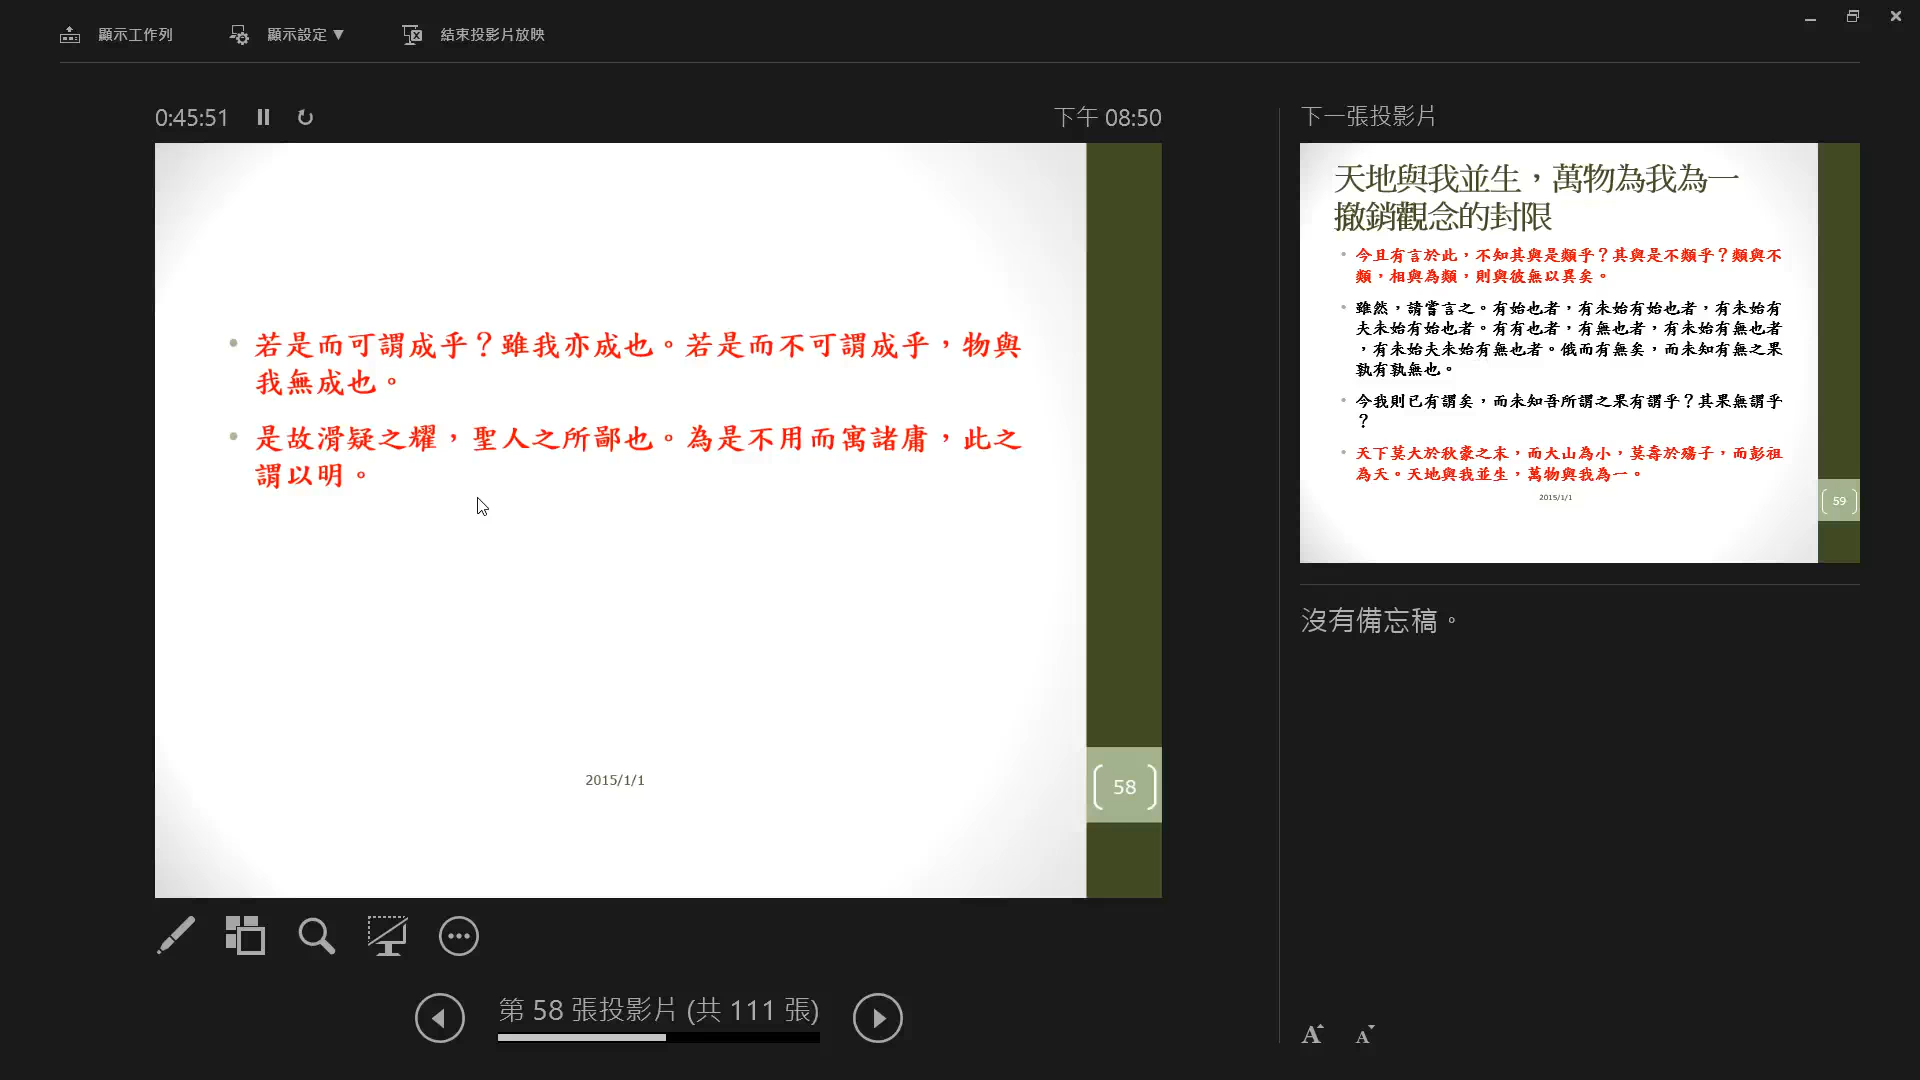 顯示工作列
顯示設定 ▼
結束投影片放映
0:45:51
下午 08:50
• 若是而可謂成乎？雖我亦成也。若是而不可謂成乎，物與
我無成也。
• 是故滑疑之耀，聖人之所鄙也。為是不用而寓諸庸，此之
謂以明。
2015/1/1
58
第 58 張投影片 (共 111 張)
下一張投影片
天地與我並生，萬物為我為一
撤銷觀念的封限
• 今且有言於此，不知其與是類乎？其與是不類乎？類與不
類，相與為類，則與彼無以異矣。
• 雖然，請嘗言之。有始也者，有未始有始也者，有未始有
夫未始有始也者。有有也者，有無也者，有未始有無也者
，有未始夫未始有無也者。俄而有無矣，而未知有無之果
孰有孰無也。
• 今我則已有謂矣，而未知吾所謂之果有謂乎？其果無謂乎
？
• 天下莫大於秋豪之末，而大山為小，莫壽於殤子，而彭祖
為夭。天地與我並生，萬物與我為一。
2015/1/1
59
沒有備忘稿。
A A